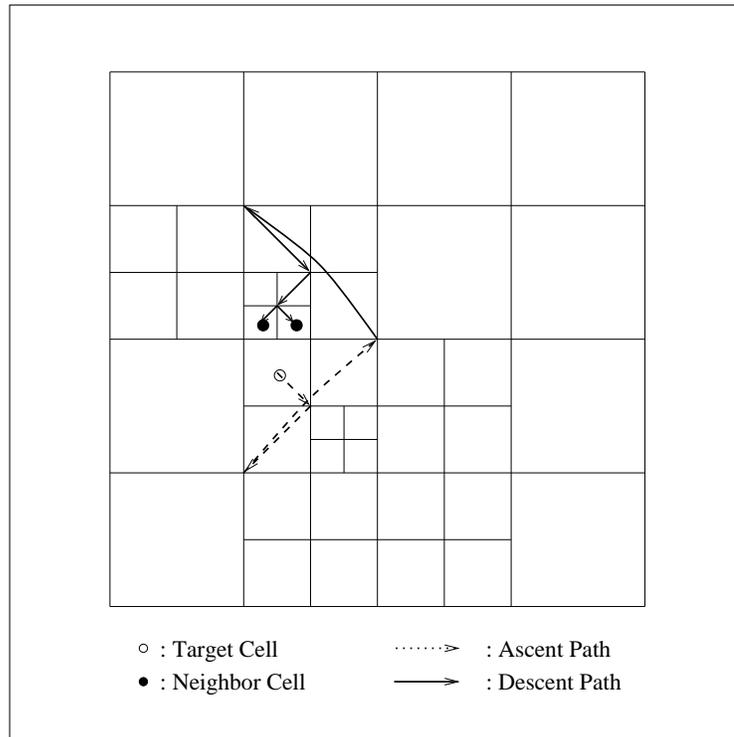 : Target Cell
: Ascent Path
: Neighbor Cell
: Descent Path